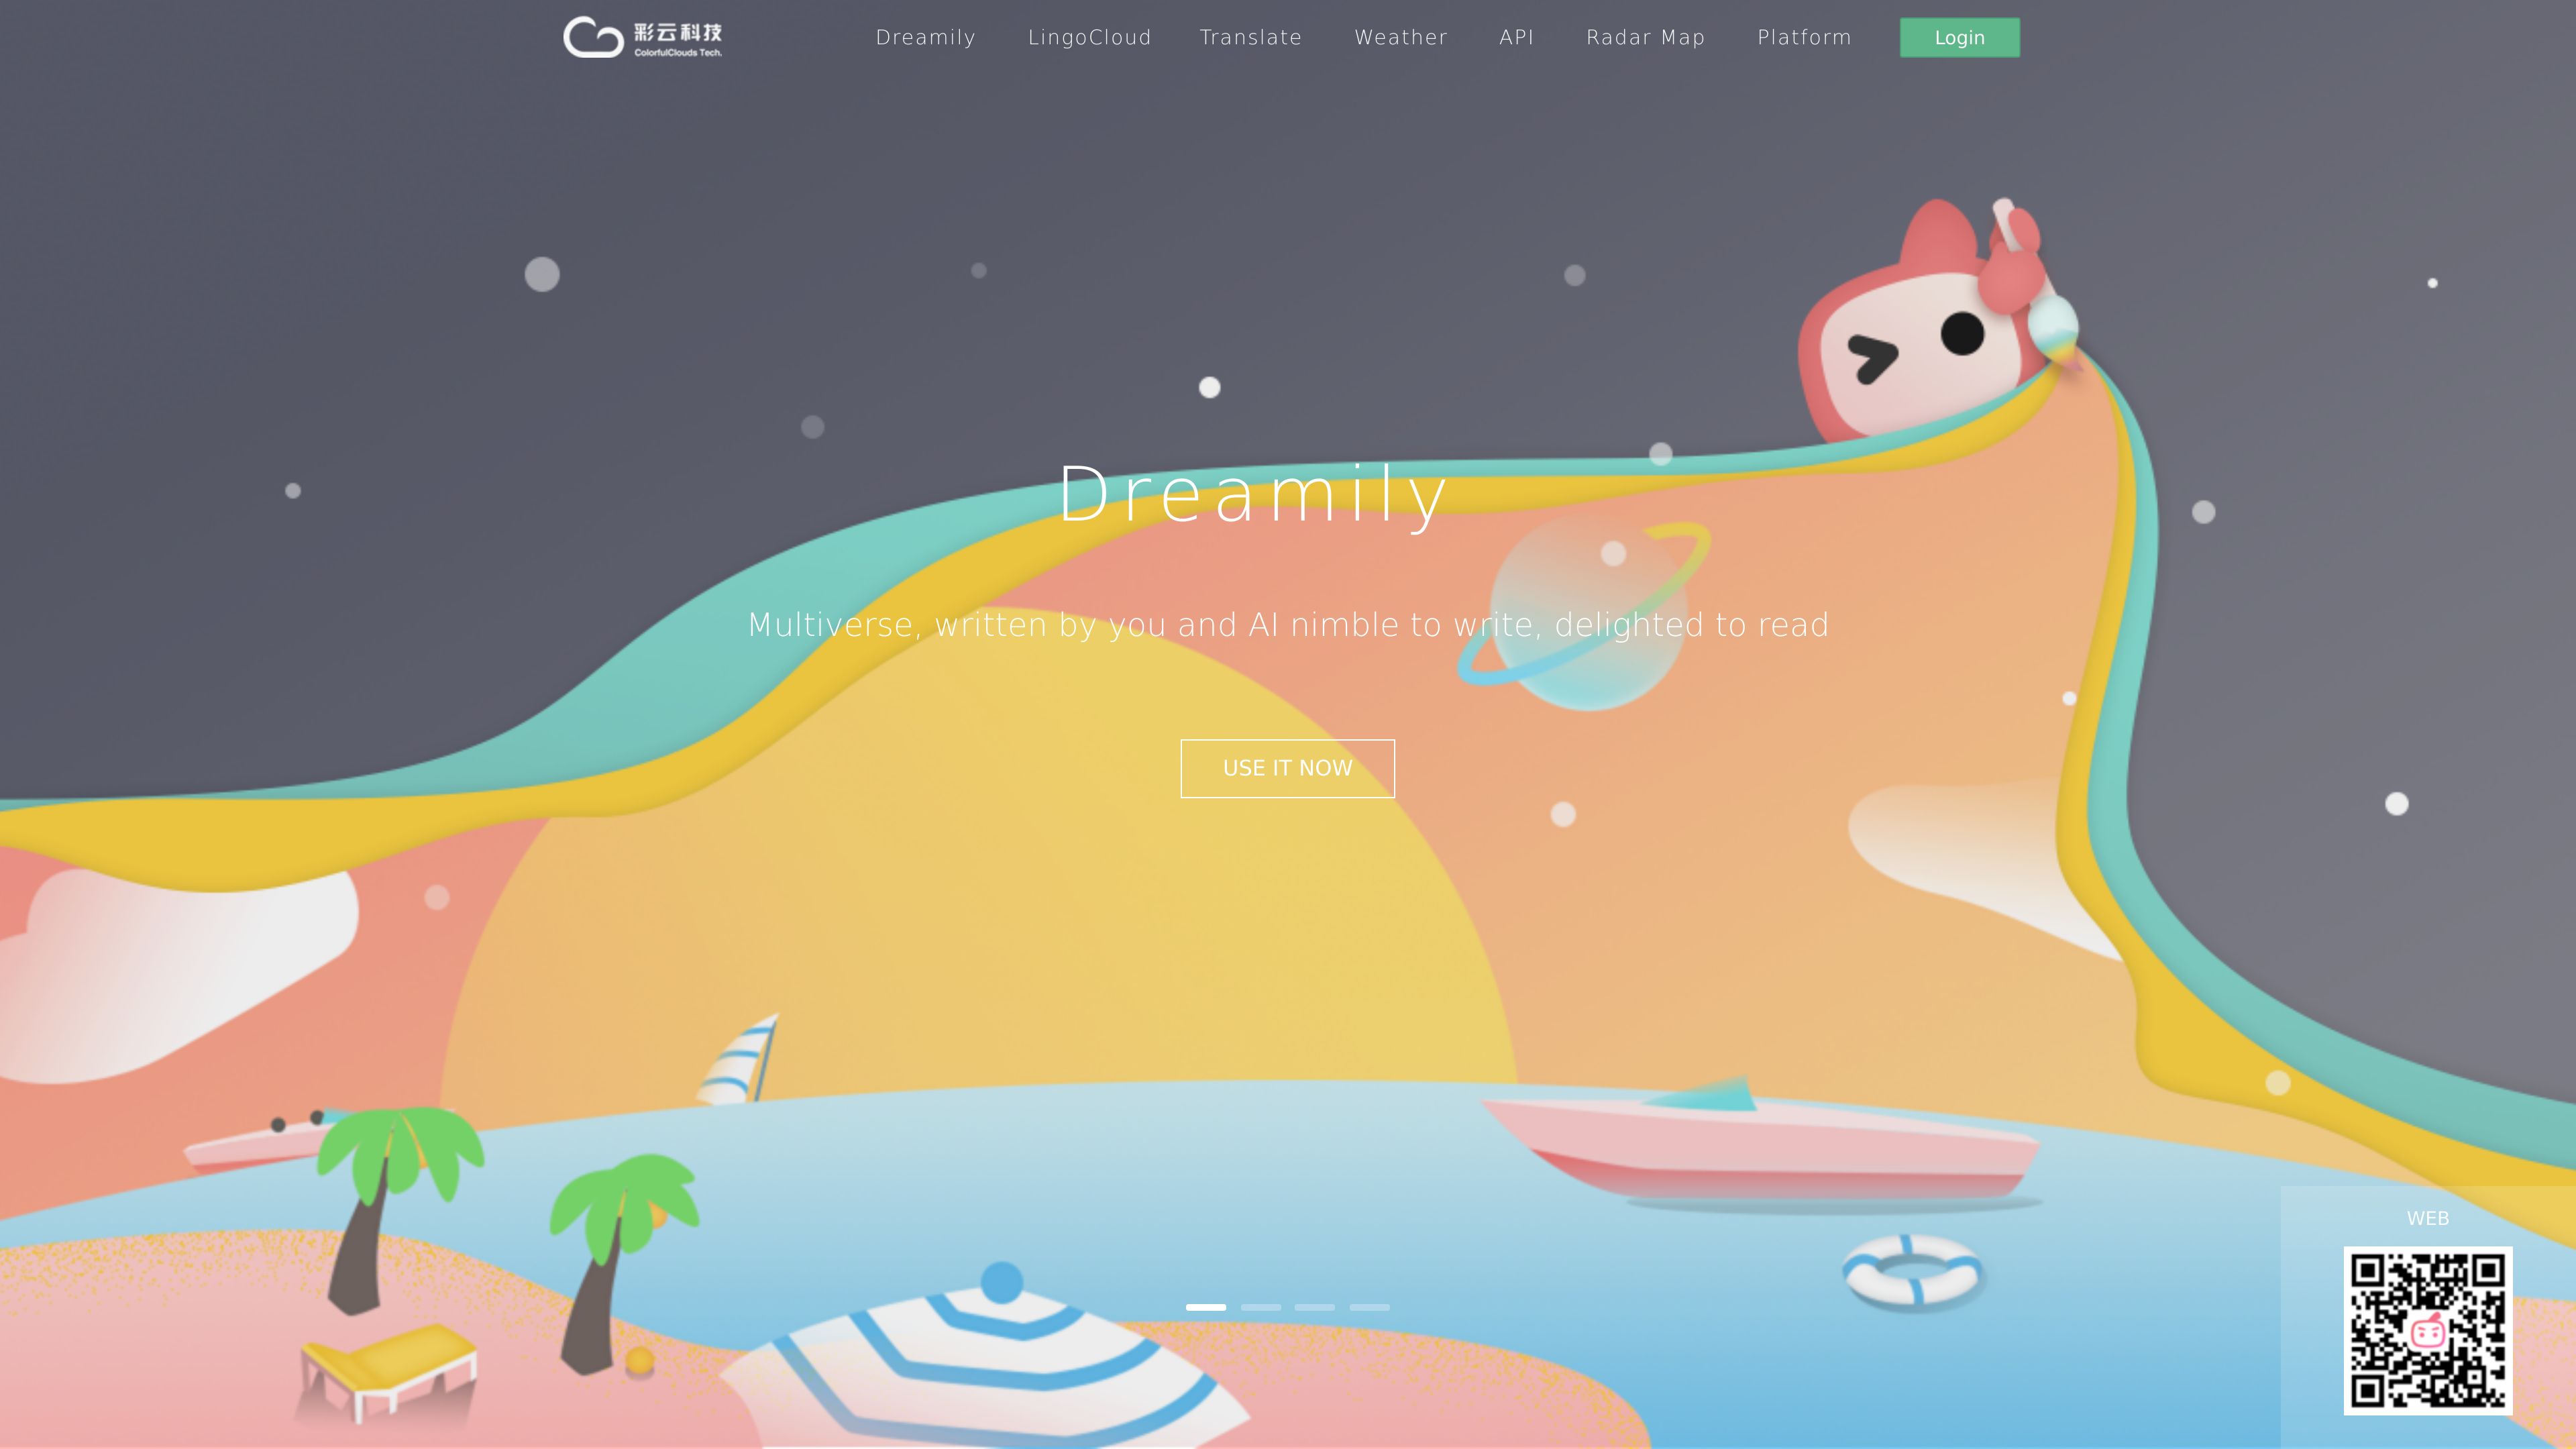 彩云科技
ColorfulClouds Tech.
Dreamily LingoCloud Translate Weather API Radar Map Platform Login
Dreamily
Multiverse, written by you and AI nimble to write, delighted to read
USE IT NOW
WEB